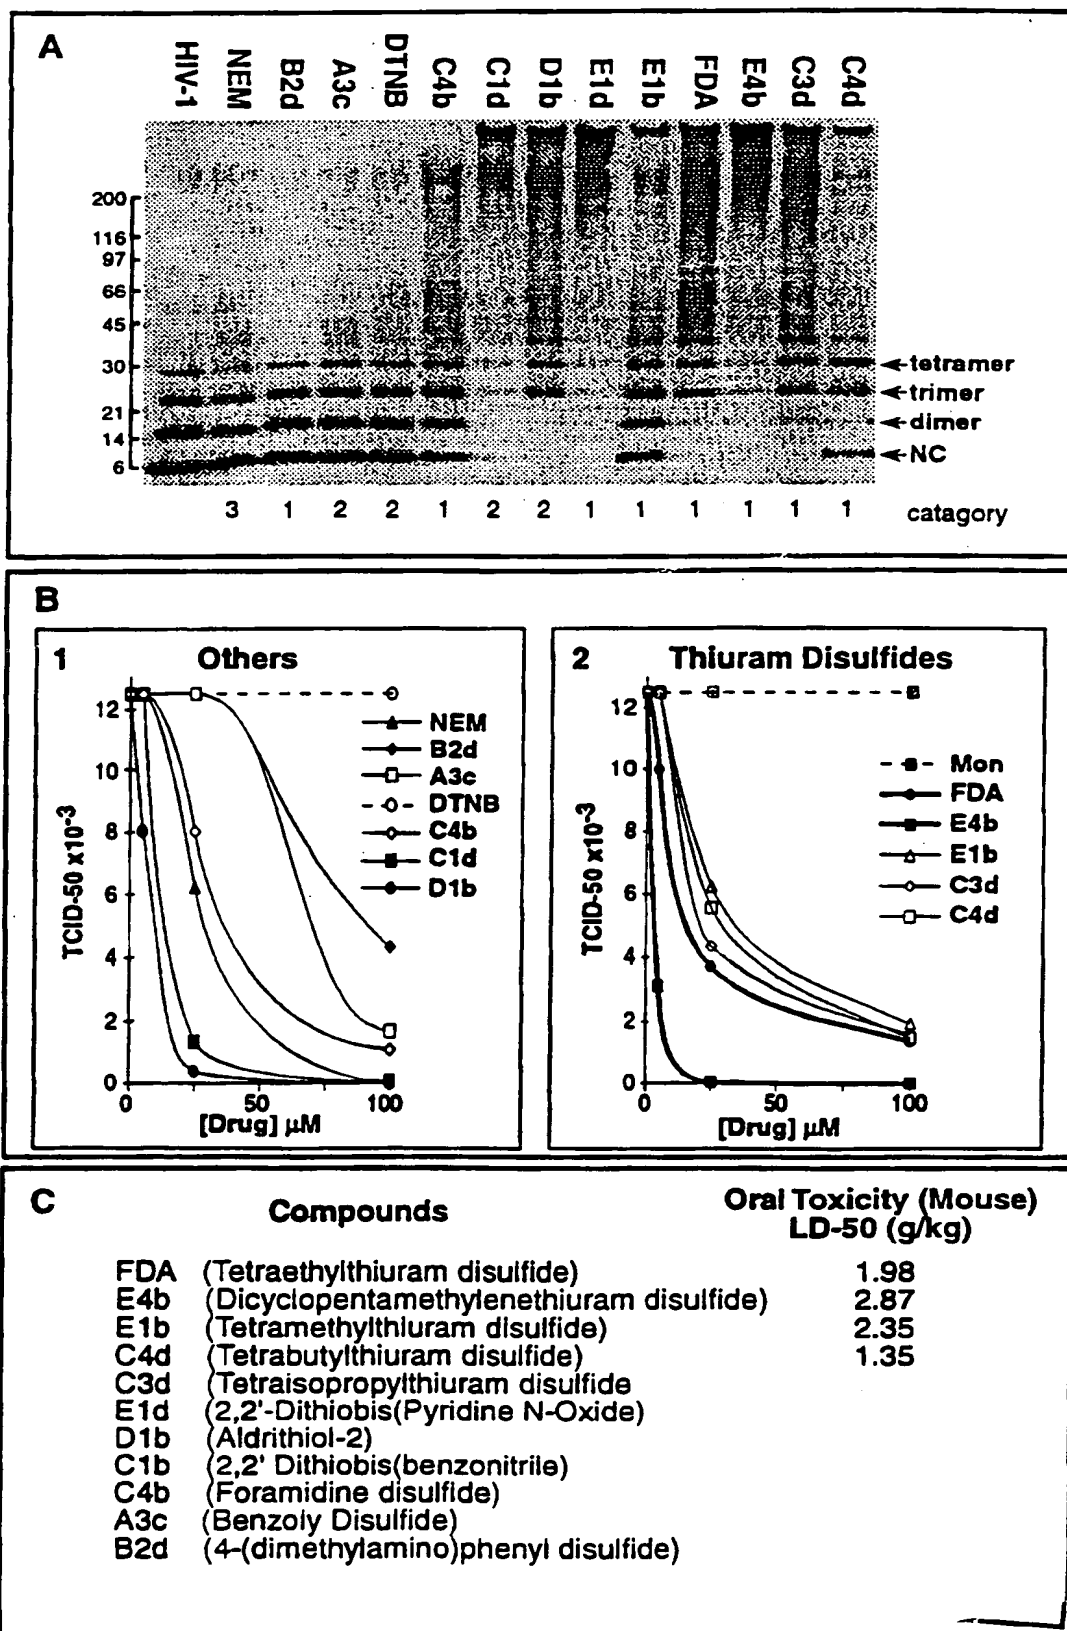 A
HIV-1 NEM B2d A3c DTNB C4b C1d D1b E1d E1b FDA E4b C3d C4d
200
116
97
66
45
30
21
14
6
tetramer
trimer
dimer
NC
3 1 2 2 1 2 2 1 1 1 1 1 1 catagory
B
1 Others
TCID-50 x10-3
12
10
8
6
4
2
0
0 50 100
[Drug] µM
NEM
B2d
A3c
DTNB
C4b
C1d
D1b
2 Thiuram Disulfides
TCID-50 x10-3
12
10
8
6
4
2
0
0 50 100
[Drug] µM
Mon
FDA
E4b
E1b
C3d
C4d
C
Compounds Oral Toxicity (Mouse)
LD-50 (g/kg)
FDA (Tetraethylthiuram disulfide) 1.98
E4b (Dicyclopentamethylenethiuram disulfide) 2.87
E1b (Tetramethylthiuram disulfide) 2.35
C4d (Tetrabutylthiuram disulfide) 1.35
C3d (Tetraisopropylthiuram disulfide
E1d (2,2'-Dithiobis(Pyridine N-Oxide)
D1b (Aldrithiol-2)
C1b (2,2' Dithiobis(benzonitrile)
C4b (Foramidine disulfide)
A3c (Benzoly Disulfide)
B2d (4-(dimethylamino)phenyl disulfide)